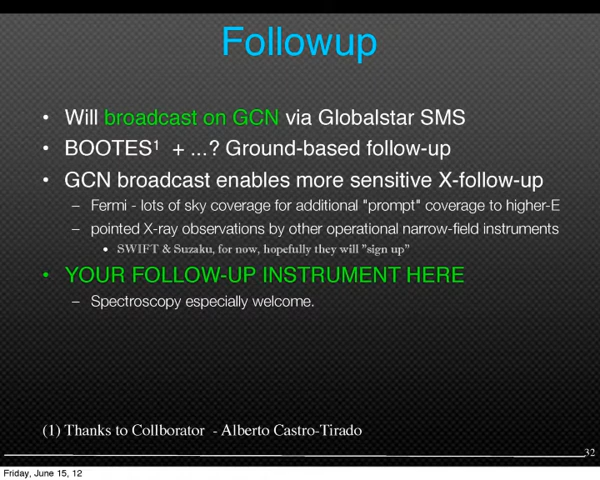 Followup
• Will broadcast on GCN via Globalstar SMS
• BOOTES¹ + ...? Ground-based follow-up
• GCN broadcast enables more sensitive X-follow-up
– Fermi - lots of sky coverage for additional "prompt" coverage to higher-E
– pointed X-ray observations by other operational narrow-field instruments
• SWIFT & Suzaku, for now, hopefully they will "sign up"
• YOUR FOLLOW-UP INSTRUMENT HERE
– Spectroscopy especially welcome.
(1) Thanks to Collborator - Alberto Castro-Tirado
32
Friday, June 15, 12